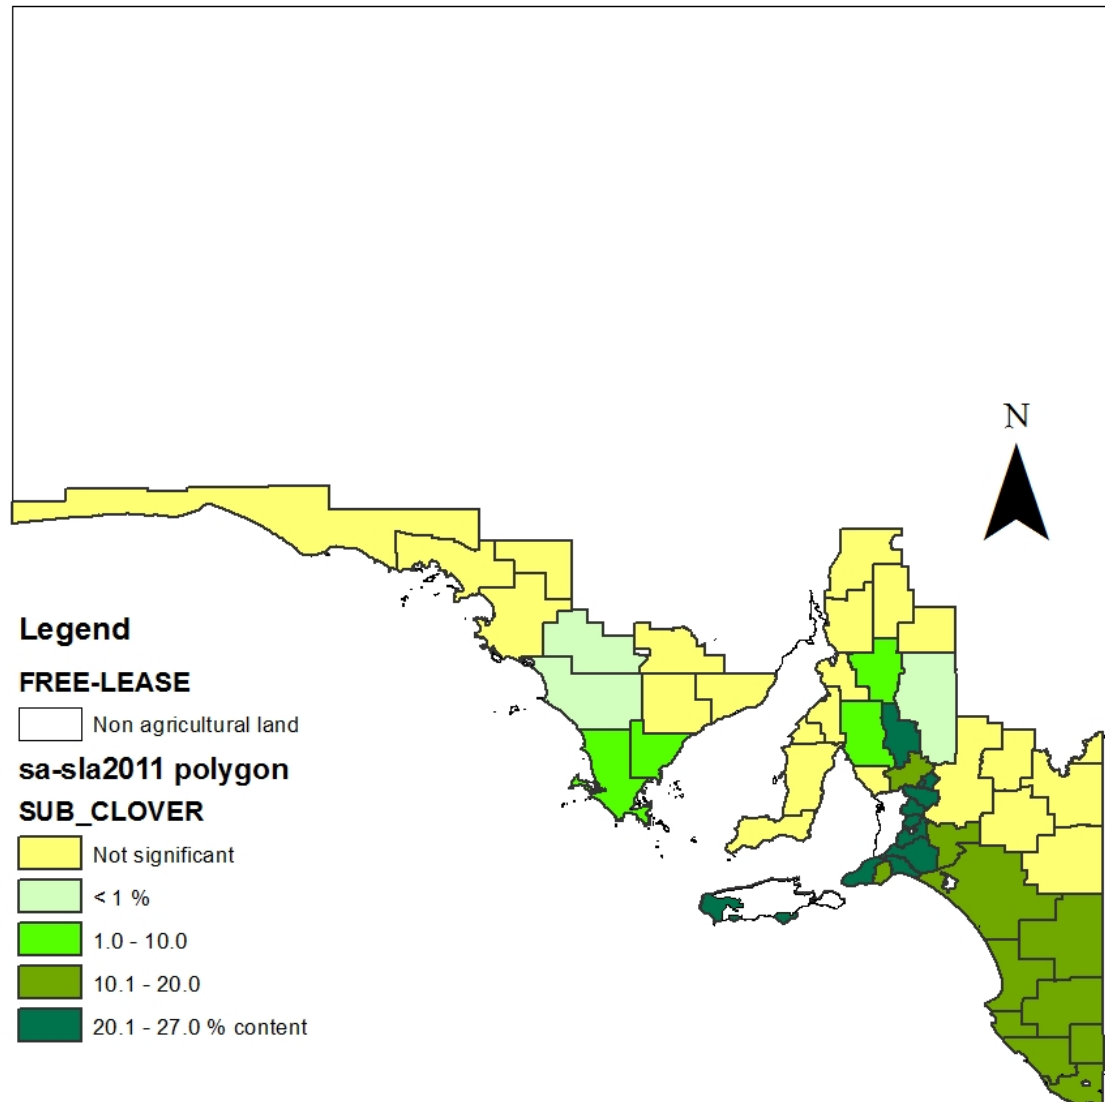 N
Legend
FREE-LEASE
Non agricultural land
sa-sla2011 polygon
SUB_CLOVER
Not significant
< 1 %
1.0 - 10.0
10.1 - 20.0
20.1 - 27.0 % content